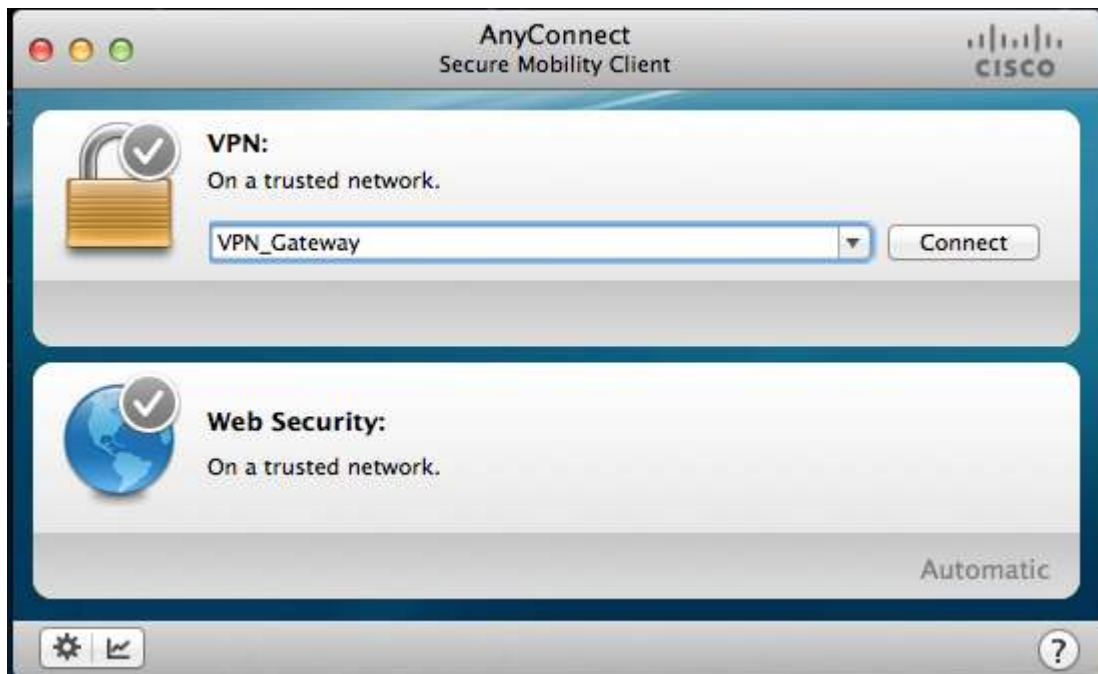 AnyConnect
Secure Mobility Client
CISCO
VPN:
On a trusted network.
VPN_Gateway
Connect
Web Security:
On a trusted network.
Automatic
?